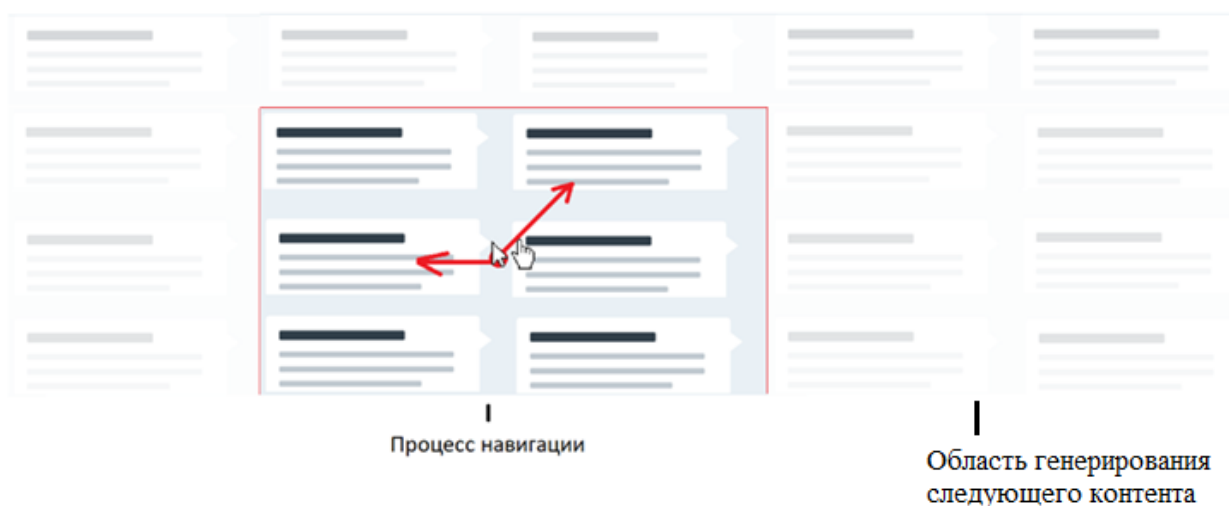 Процесс навигации
Область генерирования
следующего контента